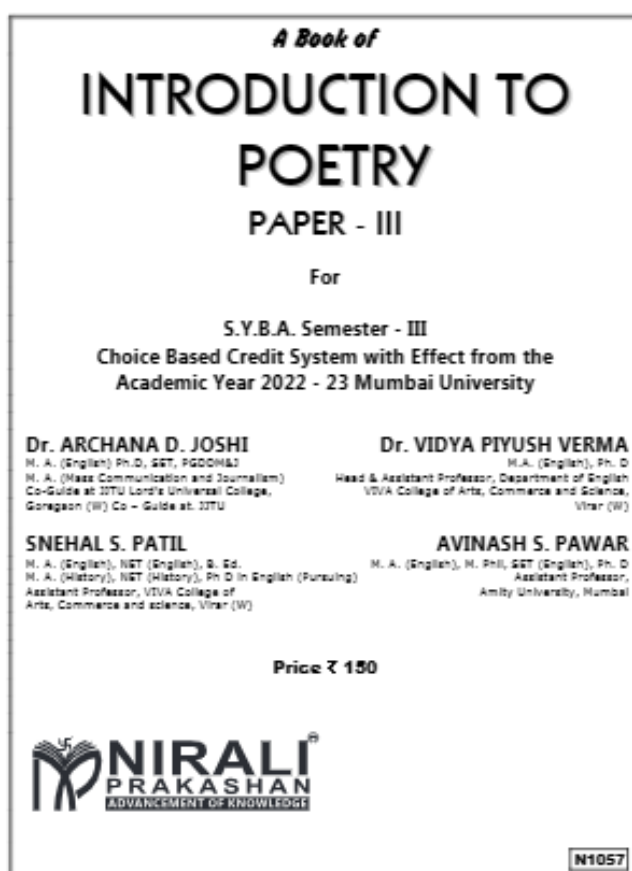 A Book of
INTRODUCTION TO
POETRY
PAPER - III
For
S.Y.B.A. Semester - III
Choice Based Credit System with Effect from the
Academic Year 2022 - 23 Mumbai University
Dr. ARCHANA D. JOSHI
M. A. (English) Ph.D, SET, PGDDM&J
M. A. (Mass Communication and Journalism)
Co-Guide at JJTU Lord's Universal College,
Goregaon (W) Co – Guide at. JJTU
Dr. VIDYA PIYUSH VERMA
M.A. (English), Ph. D
Head & Assistant Professor, Department of English
VIVA College of Arts, Commerce and Science,
Virar (W)
SNEHAL S. PATIL
M. A. (English), NET (English), B. Ed.
M. A. (History), NET (History), Ph D in English (Pursuing)
Assistant Professor, VIVA College of
Arts, Commerce and science, Virar (W)
AVINASH S. PAWAR
M. A. (English), M. Phil, SET (English), Ph. D
Assistant Professor,
Amity University, Mumbai
Price ₹ 150
NIRALI®
PRAKASHAN
ADVANCEMENT OF KNOWLEDGE
N1057